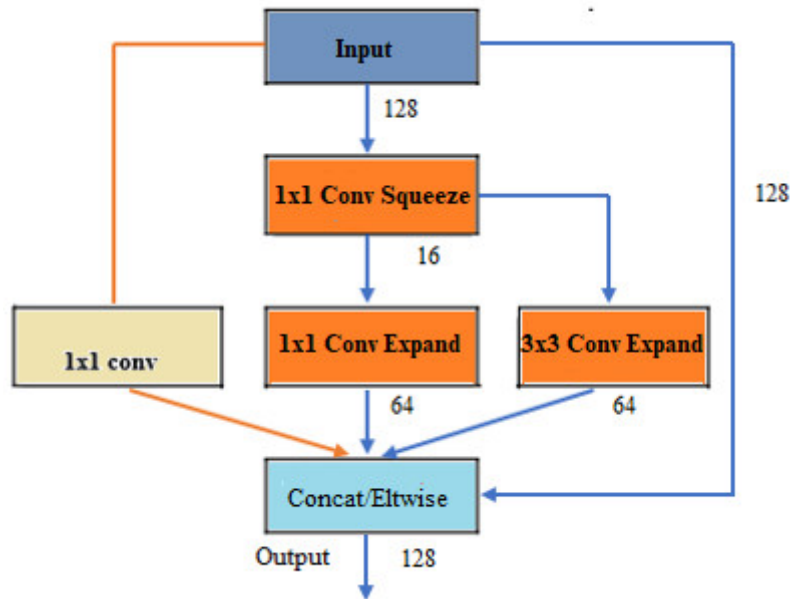 Input
128
1x1 Conv Squeeze
128
16
1x1 conv
1x1 Conv Expand
3x3 Conv Expand
64
64
Concat/Eltwise
Output
128